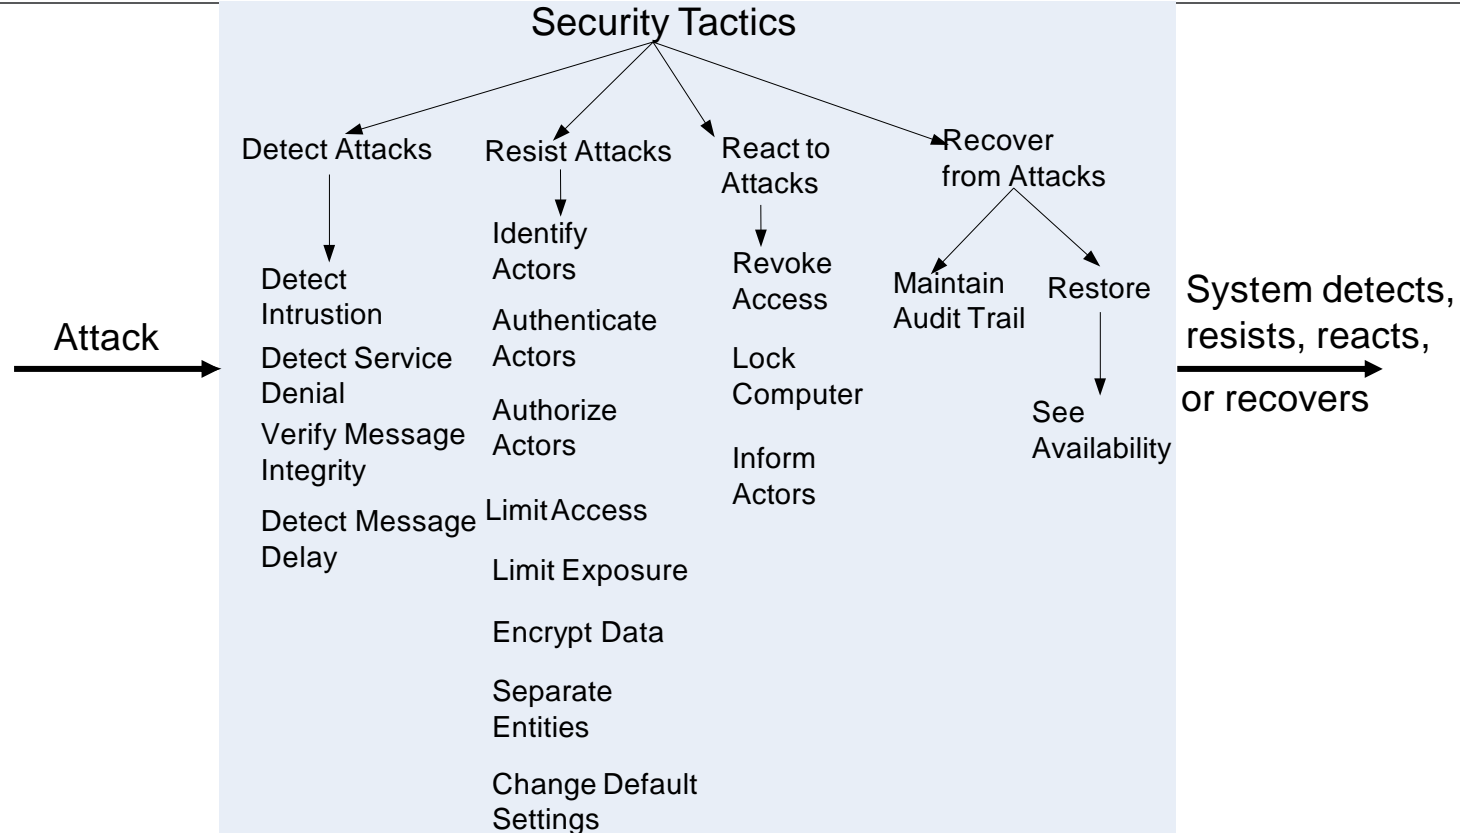 Security Tactics
Attack
Detect Attacks
Detect
Intrustion
Detect Service
Denial
Verify Message
Integrity
Detect Message
Delay
Resist Attacks
Identify
Actors
Authenticate
Actors
Authorize
Actors
Limit Access
Limit Exposure
Encrypt Data
Separate
Entities
Change Default
Settings
React to
Attacks
Revoke
Access
Lock
Computer
Inform
Actors
Recover
from Attacks
Maintain
Audit Trail
Restore
See
Availability
System detects,
resists, reacts,
or recovers